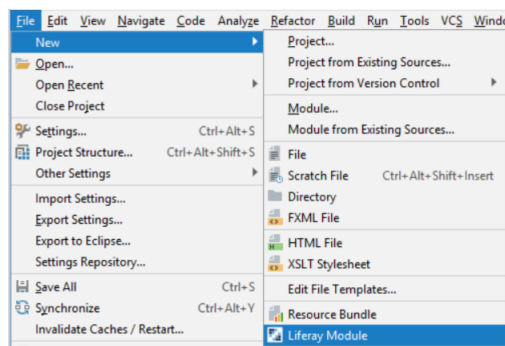 File Edit View Navigate Code Analyze Refactor Build Run Tools VCS
New
Open...
Open Recent
Close Project
Settings... Ctrl+Alt+S
Project Structure... Ctrl+Alt+Shift+S
Other Settings
Import Settings...
Export Settings...
Export to Eclipse...
Settings Repository...
Save All Ctrl+S
Synchronize Ctrl+Alt+Y
Invalidate Caches / Restart...
Project...
Project from Existing Sources...
Project from Version Control
Module...
Module from Existing Sources...
File
Scratch File Ctrl+Alt+Shift+Insert
Directory
FXML File
HTML File
XSLT Stylesheet
Edit File Templates...
Resource Bundle
Liferay Module